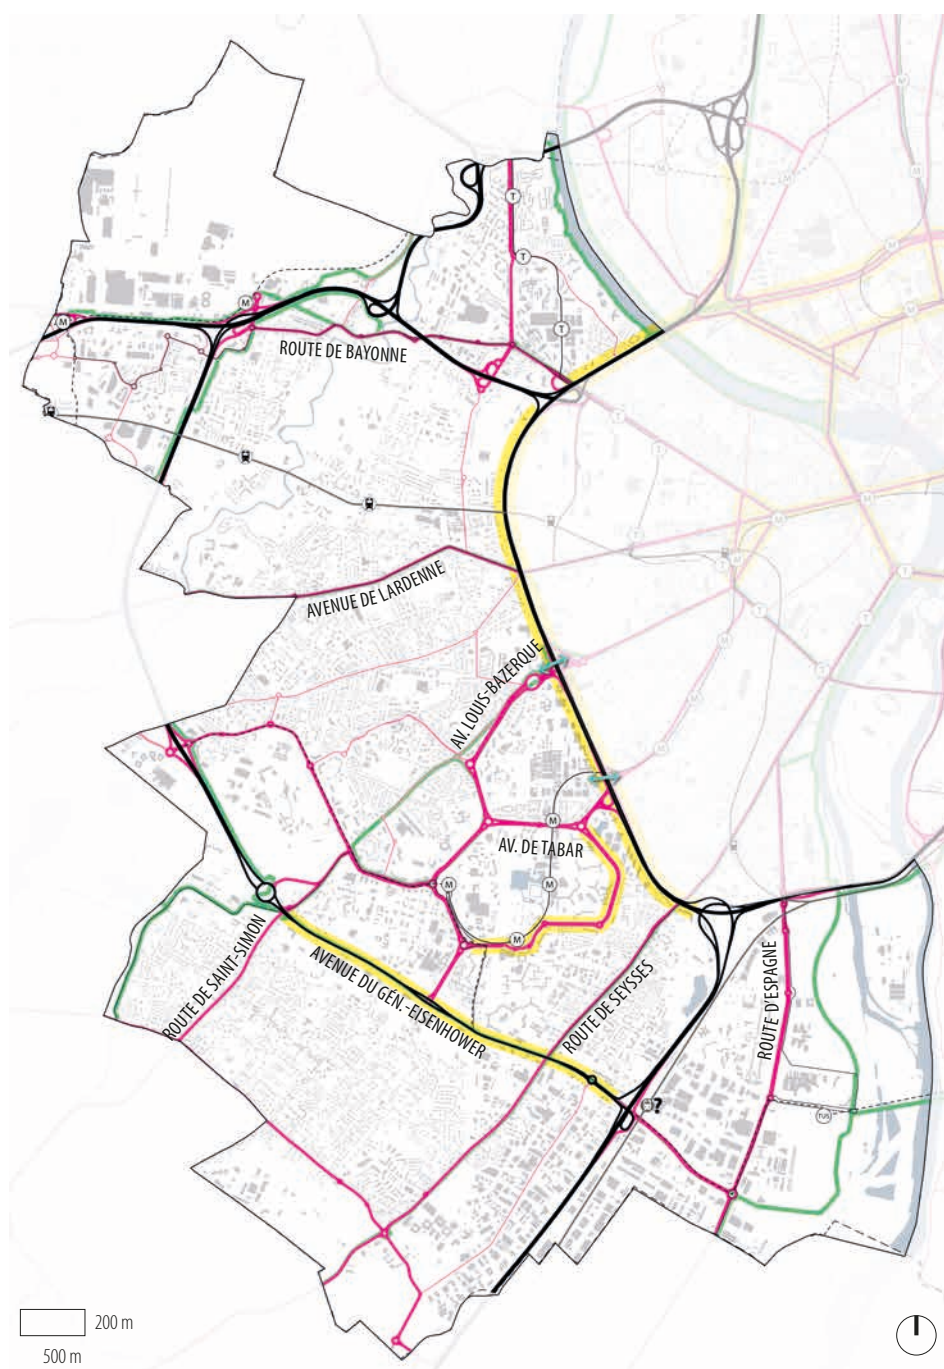 T
T
M
M
T
ROUTE DE BAYONNE
AVENUE DE LARDENNE
AV. LOUIS-BAZERQUE
M
AV. DE TABAR
M
M
M
ROUTE DE SAINT-SIMON
AVENUE DU GÉN.-EISENHOWER
ROUTE DE SEYSSES
ROUTE D'ESPAGNE
?
TUS
200 m
500 m